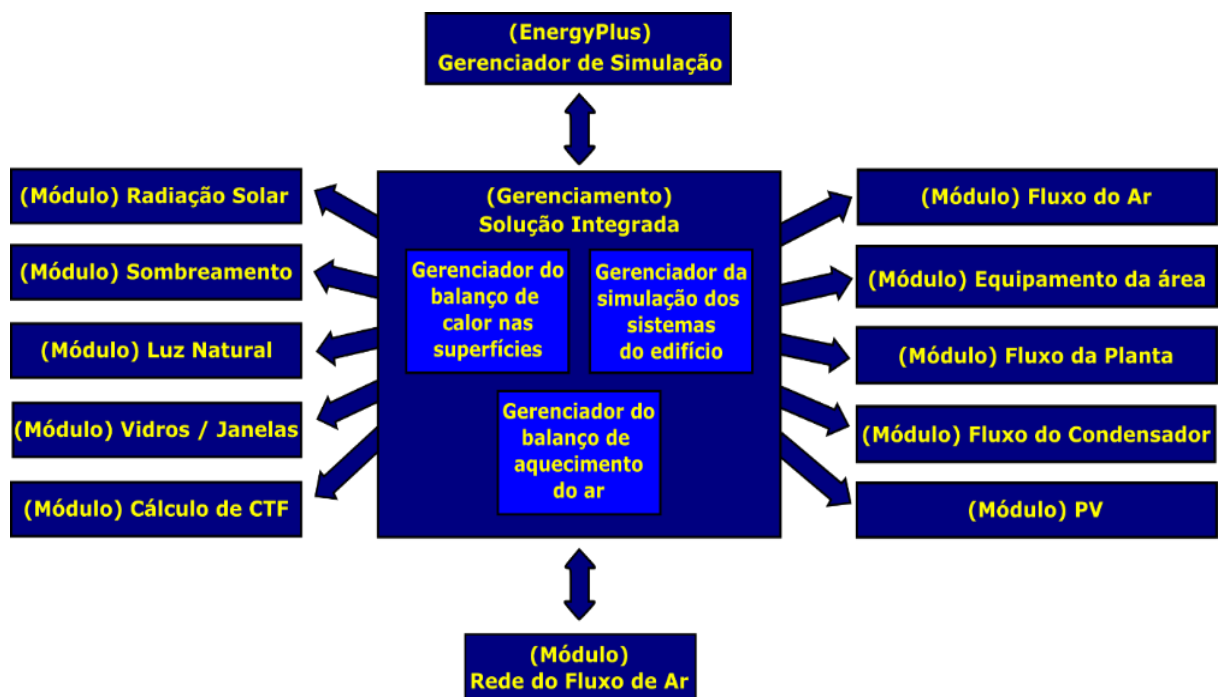 (EnergyPlus)
Gerenciador de Simulação
(Módulo) Radiação Solar
(Módulo) Sombreamento
(Módulo) Luz Natural
(Módulo) Vidros / Janelas
(Módulo) Cálculo de CTF
(Gerenciamento)
Solução Integrada
Gerenciador do
balanço de
calor nas
superfícies
Gerenciador da
simulação dos
sistemas
do edifício
Gerenciador do
balanço de
aquecimento
do ar
(Módulo) Fluxo do Ar
(Módulo) Equipamento da área
(Módulo) Fluxo da Planta
(Módulo) Fluxo do Condensador
(Módulo) PV
(Módulo)
Rede do Fluxo de Ar